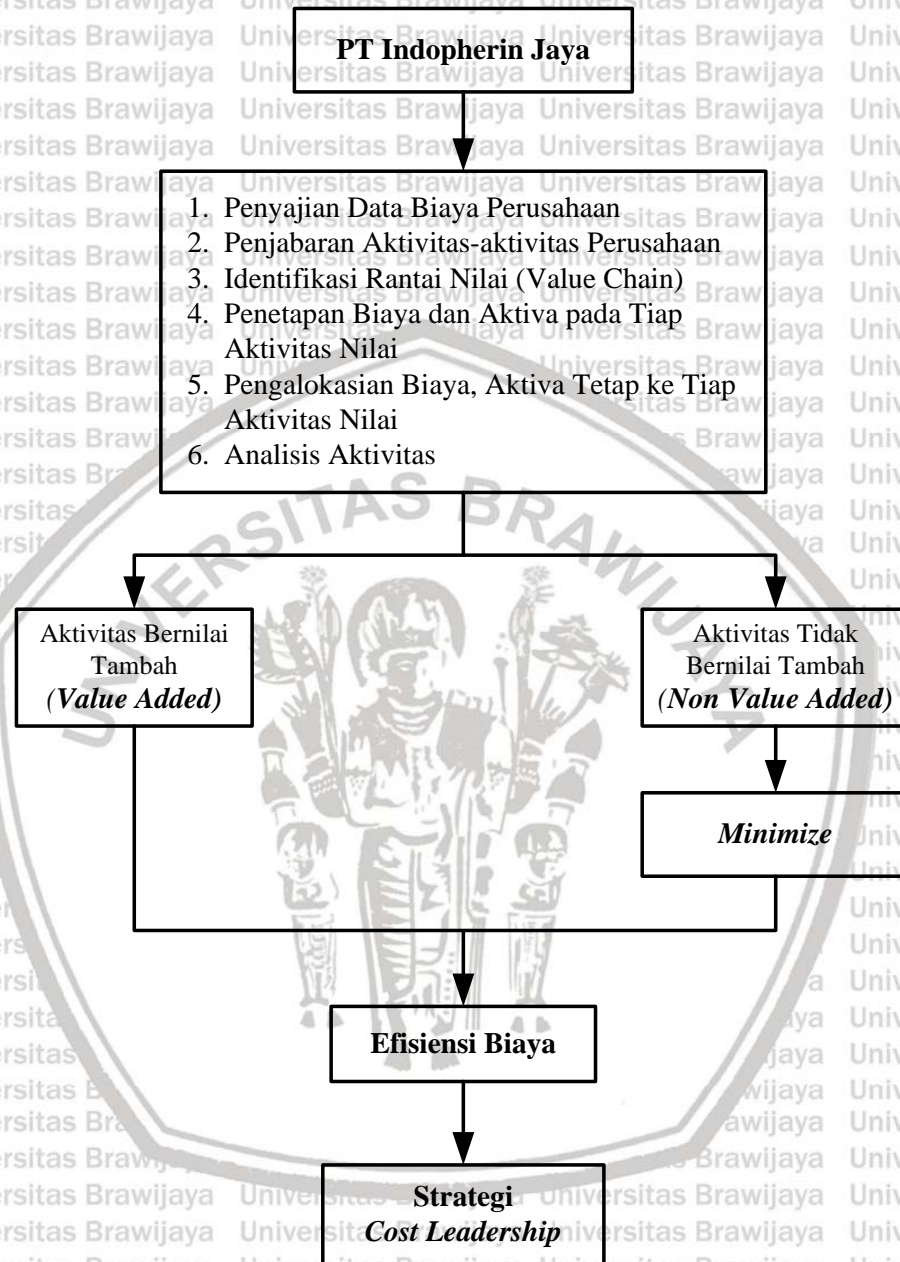 PT Indopherin Jaya
1. Penyajian Data Biaya Perusahaan
2. Penjabaran Aktivitas-aktivitas Perusahaan
3. Identifikasi Rantai Nilai (Value Chain)
4. Penetapan Biaya dan Aktiva pada Tiap
Aktivitas Nilai
5. Pengalokasian Biaya, Aktiva Tetap ke Tiap
Aktivitas Nilai
6. Analisis Aktivitas
UNIVERSITAS BRAWIJAYA
Aktivitas Bernilai
Tambah
(Value Added)
Aktivitas Tidak
Bernilai Tambah
(Non Value Added)
Minimize
Efisiensi Biaya
Strategi
Cost Leadership